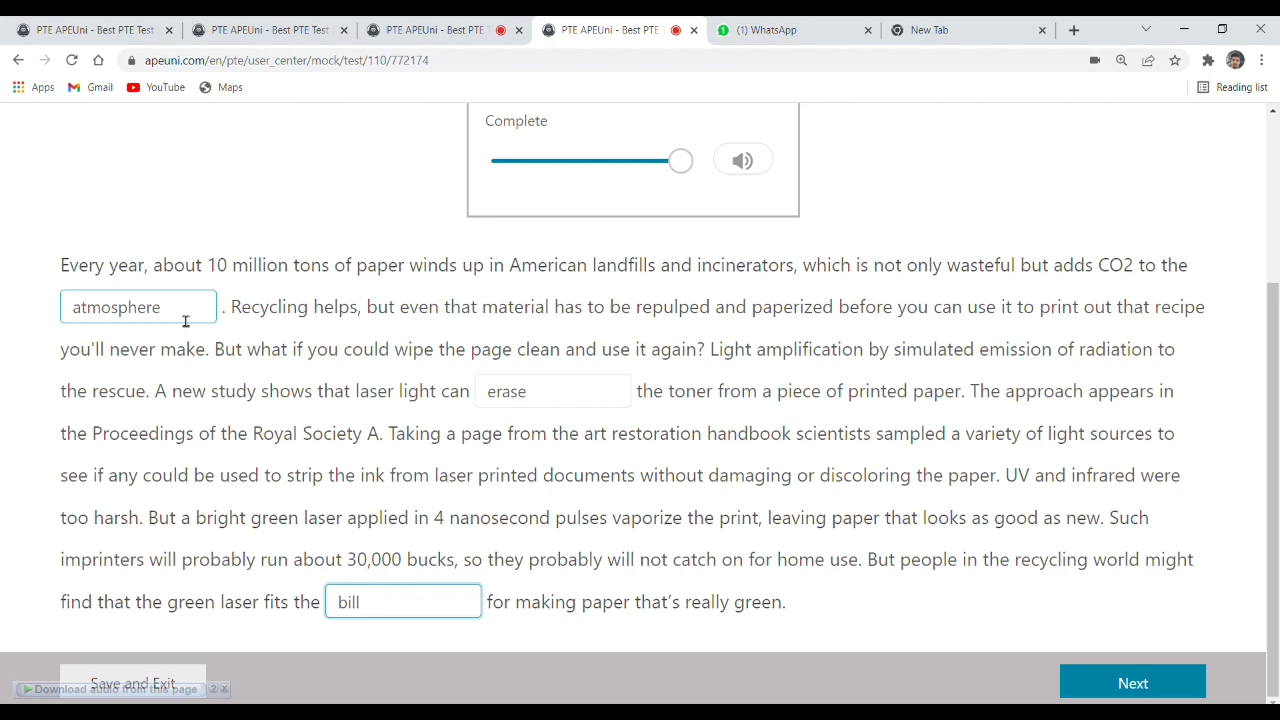 PTE APEUni - Best PTE Test
PTE APEUni - Best PTE Test
PTE APEUni - Best PTE
PTE APEUni - Best PTE
(1) WhatsApp
New Tab
apeuni.com/en/pte/user_center/mock/test/110/772174
Apps
Gmail
YouTube
Maps
Reading list
Complete
Every year, about 10 million tons of paper winds up in American landfills and incinerators, which is not only wasteful but adds CO2 to the
atmosphere . Recycling helps, but even that material has to be repulped and paperized before you can use it to print out that recipe
you'll never make. But what if you could wipe the page clean and use it again? Light amplification by simulated emission of radiation to
the rescue. A new study shows that laser light can erase the toner from a piece of printed paper. The approach appears in
the Proceedings of the Royal Society A. Taking a page from the art restoration handbook scientists sampled a variety of light sources to
see if any could be used to strip the ink from laser printed documents without damaging or discoloring the paper. UV and infrared were
too harsh. But a bright green laser applied in 4 nanosecond pulses vaporize the print, leaving paper that looks as good as new. Such
imprinters will probably run about 30,000 bucks, so they probably will not catch on for home use. But people in the recycling world might
find that the green laser fits the bill for making paper that's really green.
Save and Exit
Download audio from this page ? X
Next